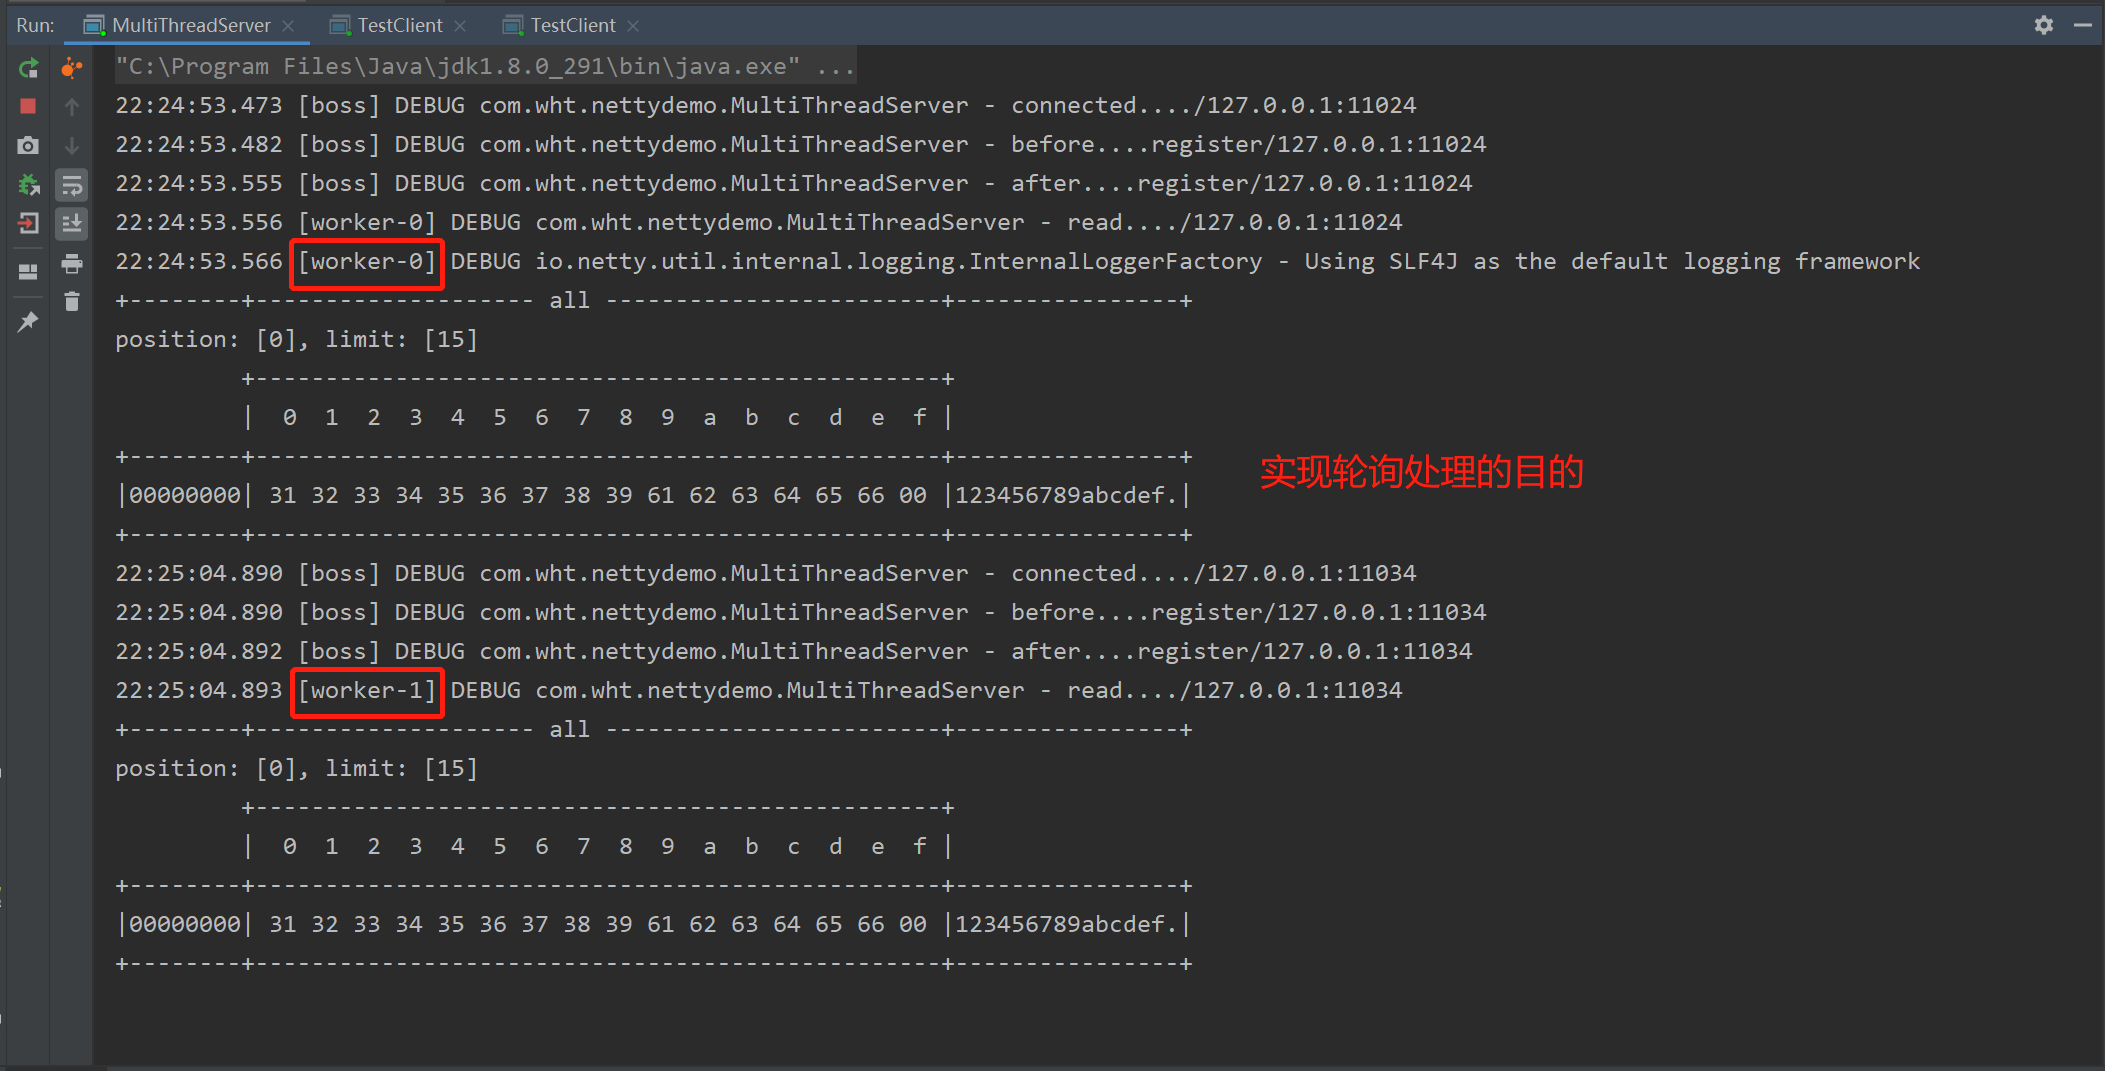 Run: MultiThreadServer TestClient TestClient
"C:\Program Files\Java\jdk1.8.0_291\bin\java.exe" ...
22:24:53.473 [boss] DEBUG com.wht.nettydemo.MultiThreadServer - connected..../127.0.0.1:11024
22:24:53.482 [boss] DEBUG com.wht.nettydemo.MultiThreadServer - before....register/127.0.0.1:11024
22:24:53.555 [boss] DEBUG com.wht.nettydemo.MultiThreadServer - after....register/127.0.0.1:11024
22:24:53.556 [worker-0] DEBUG com.wht.nettydemo.MultiThreadServer - read..../127.0.0.1:11024
22:24:53.566 [worker-0] DEBUG io.netty.util.internal.logging.InternalLoggerFactory - Using SLF4J as the default logging framework
+--------+-------------------- all ------------------------+----------------+
position: [0], limit: [15]
         +-------------------------------------------------+
         |  0  1  2  3  4  5  6  7  8  9  a  b  c  d  e  f |
+--------+-------------------------------------------------+----------------+
实现轮询处理的目的
|00000000| 31 32 33 34 35 36 37 38 39 61 62 63 64 65 66 00 |123456789abcdef.|
+--------+-------------------------------------------------+----------------+
22:25:04.890 [boss] DEBUG com.wht.nettydemo.MultiThreadServer - connected..../127.0.0.1:11034
22:25:04.890 [boss] DEBUG com.wht.nettydemo.MultiThreadServer - before....register/127.0.0.1:11034
22:25:04.892 [boss] DEBUG com.wht.nettydemo.MultiThreadServer - after....register/127.0.0.1:11034
22:25:04.893 [worker-1] DEBUG com.wht.nettydemo.MultiThreadServer - read..../127.0.0.1:11034
+--------+-------------------- all ------------------------+----------------+
position: [0], limit: [15]
         +-------------------------------------------------+
         |  0  1  2  3  4  5  6  7  8  9  a  b  c  d  e  f |
+--------+-------------------------------------------------+----------------+
|00000000| 31 32 33 34 35 36 37 38 39 61 62 63 64 65 66 00 |123456789abcdef.|
+--------+-------------------------------------------------+----------------+